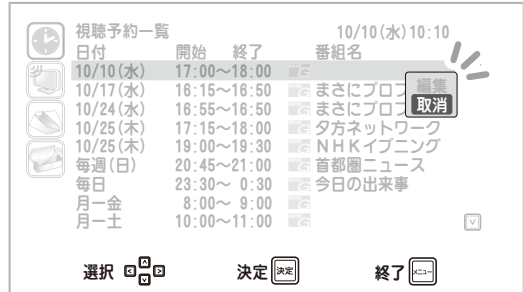 視聴予約一覧 10/10(水)10:10
日付 開始 終了 番組名
10/10(水) 17:00~18:00
10/17(水) 16:15~16:50 まさにプロフ
10/24(水) 16:55~16:50 まさにプロフ
10/25(木) 17:15~18:00 夕方ネットワーク
10/25(木) 19:00~19:30 NHKイブニング
毎週(日) 20:45~21:00 首都圏ニュース
毎日 23:30~ 0:30 今日の出来事
月ー金 8:00~ 9:00
月ー土 10:00~11:00
編集
取消
選択 決定 決定 終了 メニュー